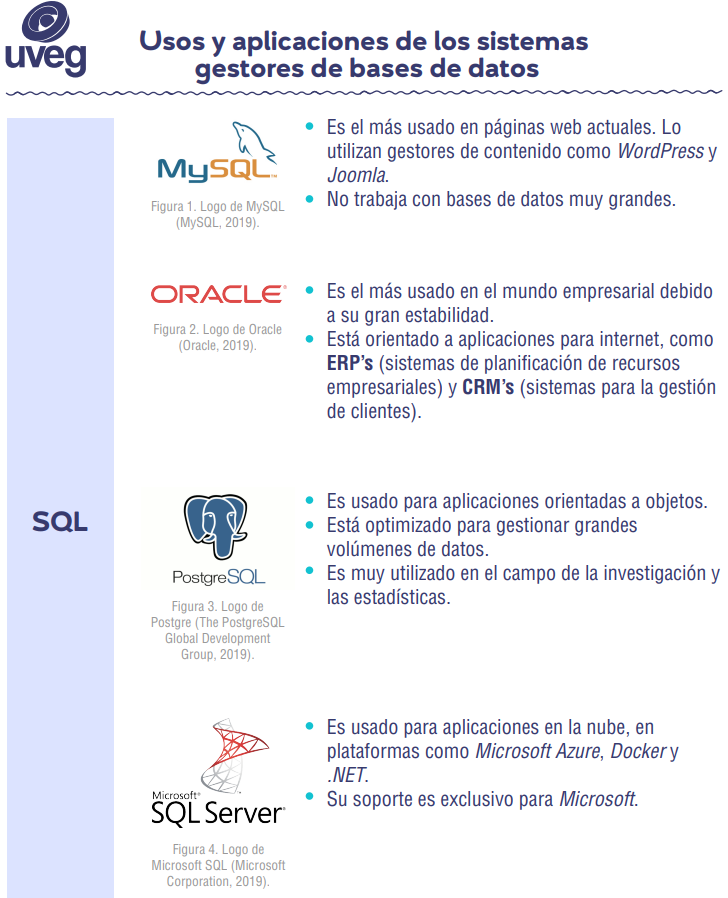 uveg
Usos y aplicaciones de los sistemas
gestores de bases de datos
SQL
MySQL™
Figura 1. Logo de MySQL
(MySQL, 2019).
• Es el más usado en páginas web actuales. Lo
utilizan gestores de contenido como WordPress y
Joomla.
• No trabaja con bases de datos muy grandes.
ORACLE®
Figura 2. Logo de Oracle
(Oracle, 2019).
• Es el más usado en el mundo empresarial debido
a su gran estabilidad.
• Está orientado a aplicaciones para internet, como
ERP’s (sistemas de planificación de recursos
empresariales) y CRM’s (sistemas para la gestión
de clientes).
PostgreSQL
Figura 3. Logo de
Postgre (The PostgreSQL
Global Development
Group, 2019).
• Es usado para aplicaciones orientadas a objetos.
• Está optimizado para gestionar grandes
volúmenes de datos.
• Es muy utilizado en el campo de la investigación y
las estadísticas.
Microsoft®
SQL Server®
Figura 4. Logo de
Microsoft SQL (Microsoft
Corporation, 2019).
• Es usado para aplicaciones en la nube, en
plataformas como Microsoft Azure, Docker y
.NET.
• Su soporte es exclusivo para Microsoft.